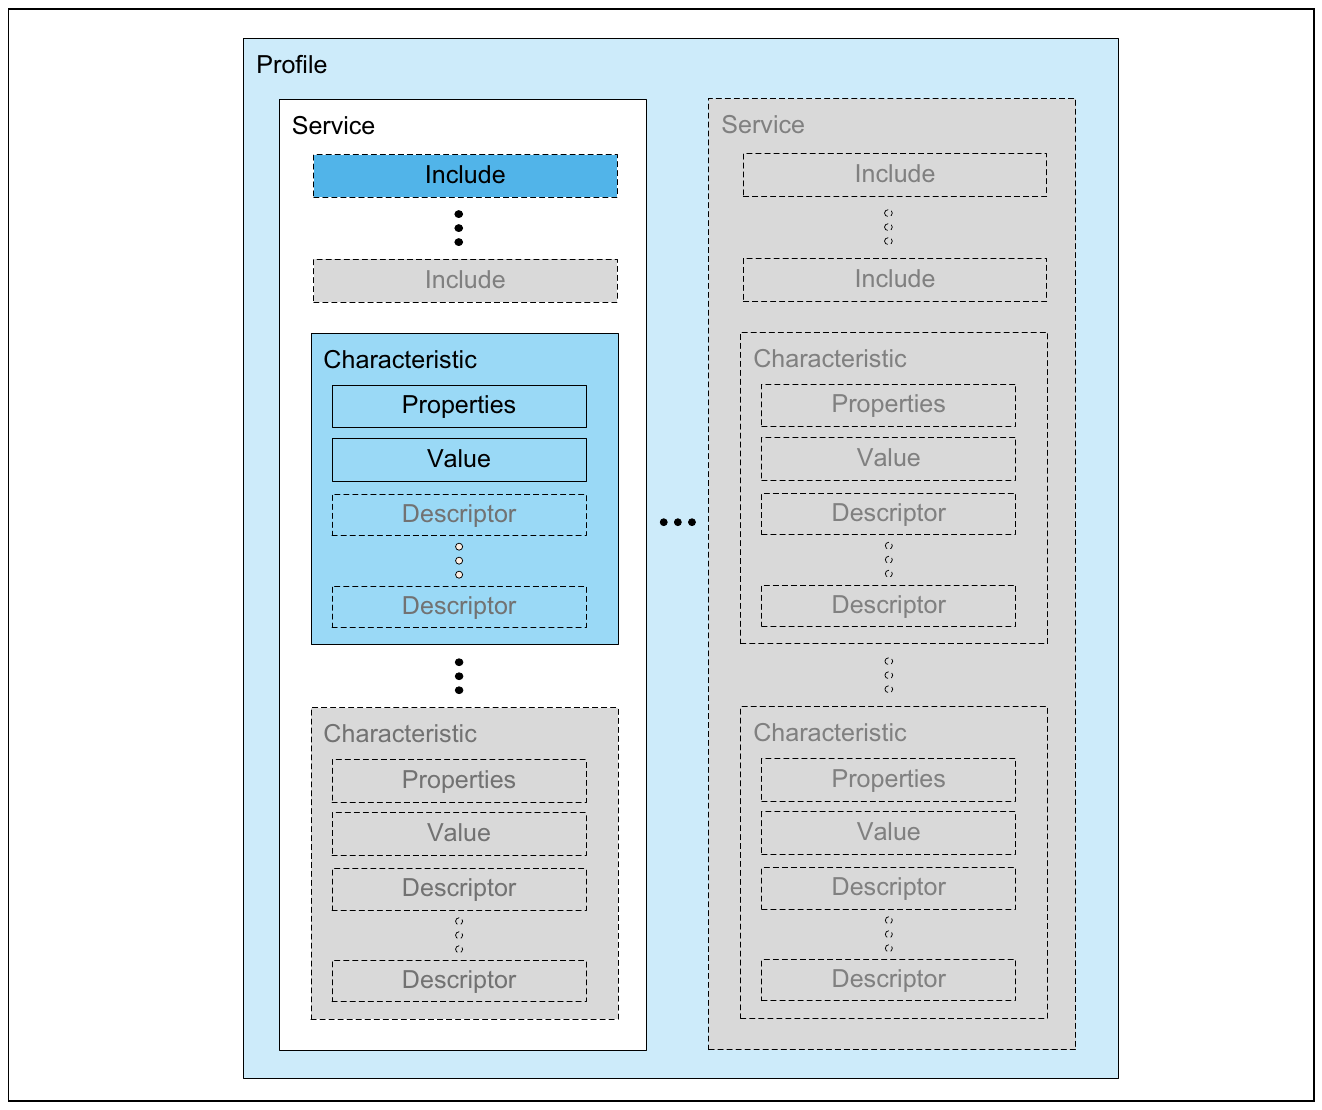 Profile
Service
Include
Include
Characteristic
Properties
Value
Descriptor
Descriptor
Characteristic
Properties
Value
Descriptor
Descriptor
Service
Include
Include
Characteristic
Properties
Value
Descriptor
Descriptor
Characteristic
Properties
Value
Descriptor
Descriptor